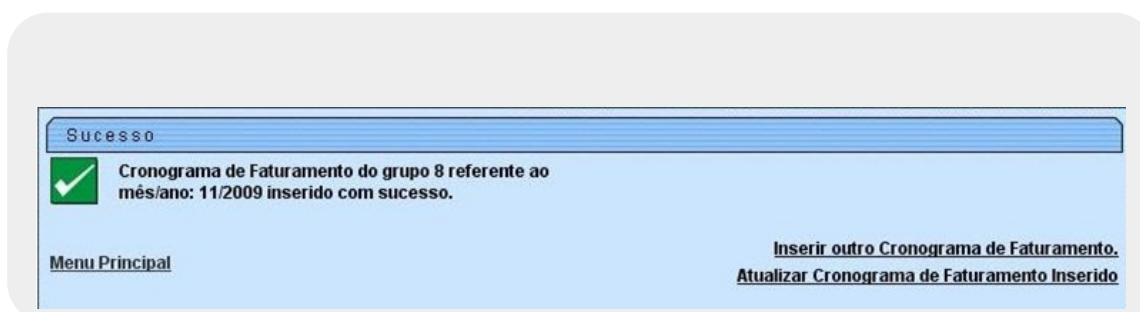 Sucesso
Cronograma de Faturamento do grupo 8 referente ao
mês/ano: 11/2009 inserido com sucesso.
Inserir outro Cronograma de Faturamento.
Menu Principal
Atualizar Cronograma de Faturamento Inserido